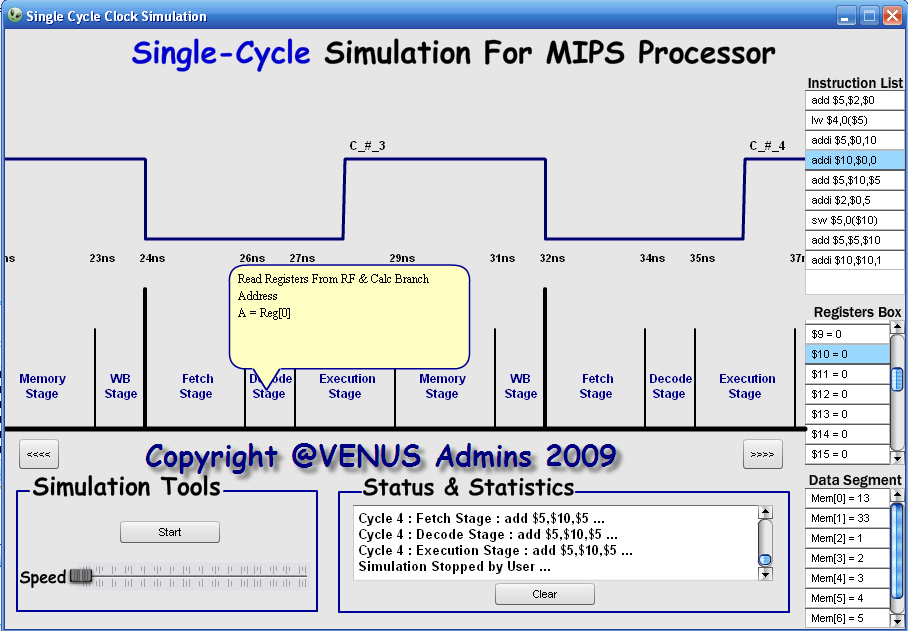 Single Cycle Clock Simulation
Single-Cycle Simulation For MIPS Processor
Instruction List
add $5,$2,$0
lw $4,0($5)
addi $5,$0,10
addi $10,$0,0
add $5,$10,$5
addi $2,$0,5
sw $5,0($10)
add $5,$5,$10
addi $10,$10,1
C_#_3
C_#_4
ns 23ns 24ns 26ns 27ns 29ns 31ns 32ns 34ns 35ns 37n
Read Registers From RF & Calc Branch
Address
A = Reg[0]
Memory Stage
WB Stage
Fetch Stage
Decode Stage
Execution Stage
Memory Stage
WB Stage
Fetch Stage
Decode Stage
Execution Stage
Registers Box
$9 = 0
$10 = 0
$11 = 0
$12 = 0
$13 = 0
$14 = 0
$15 = 0
<<<<
Copyright @VENUS Admins 2009
>>>>
Simulation Tools
Start
Speed
Status & Statistics
Cycle 4 : Fetch Stage : add $5,$10,$5 ...
Cycle 4 : Decode Stage : add $5,$10,$5 ...
Cycle 4 : Execution Stage : add $5,$10,$5 ...
Simulation Stopped by User ...
Clear
Data Segment
Mem[0] = 13
Mem[1] = 33
Mem[2] = 1
Mem[3] = 2
Mem[4] = 3
Mem[5] = 4
Mem[6] = 5